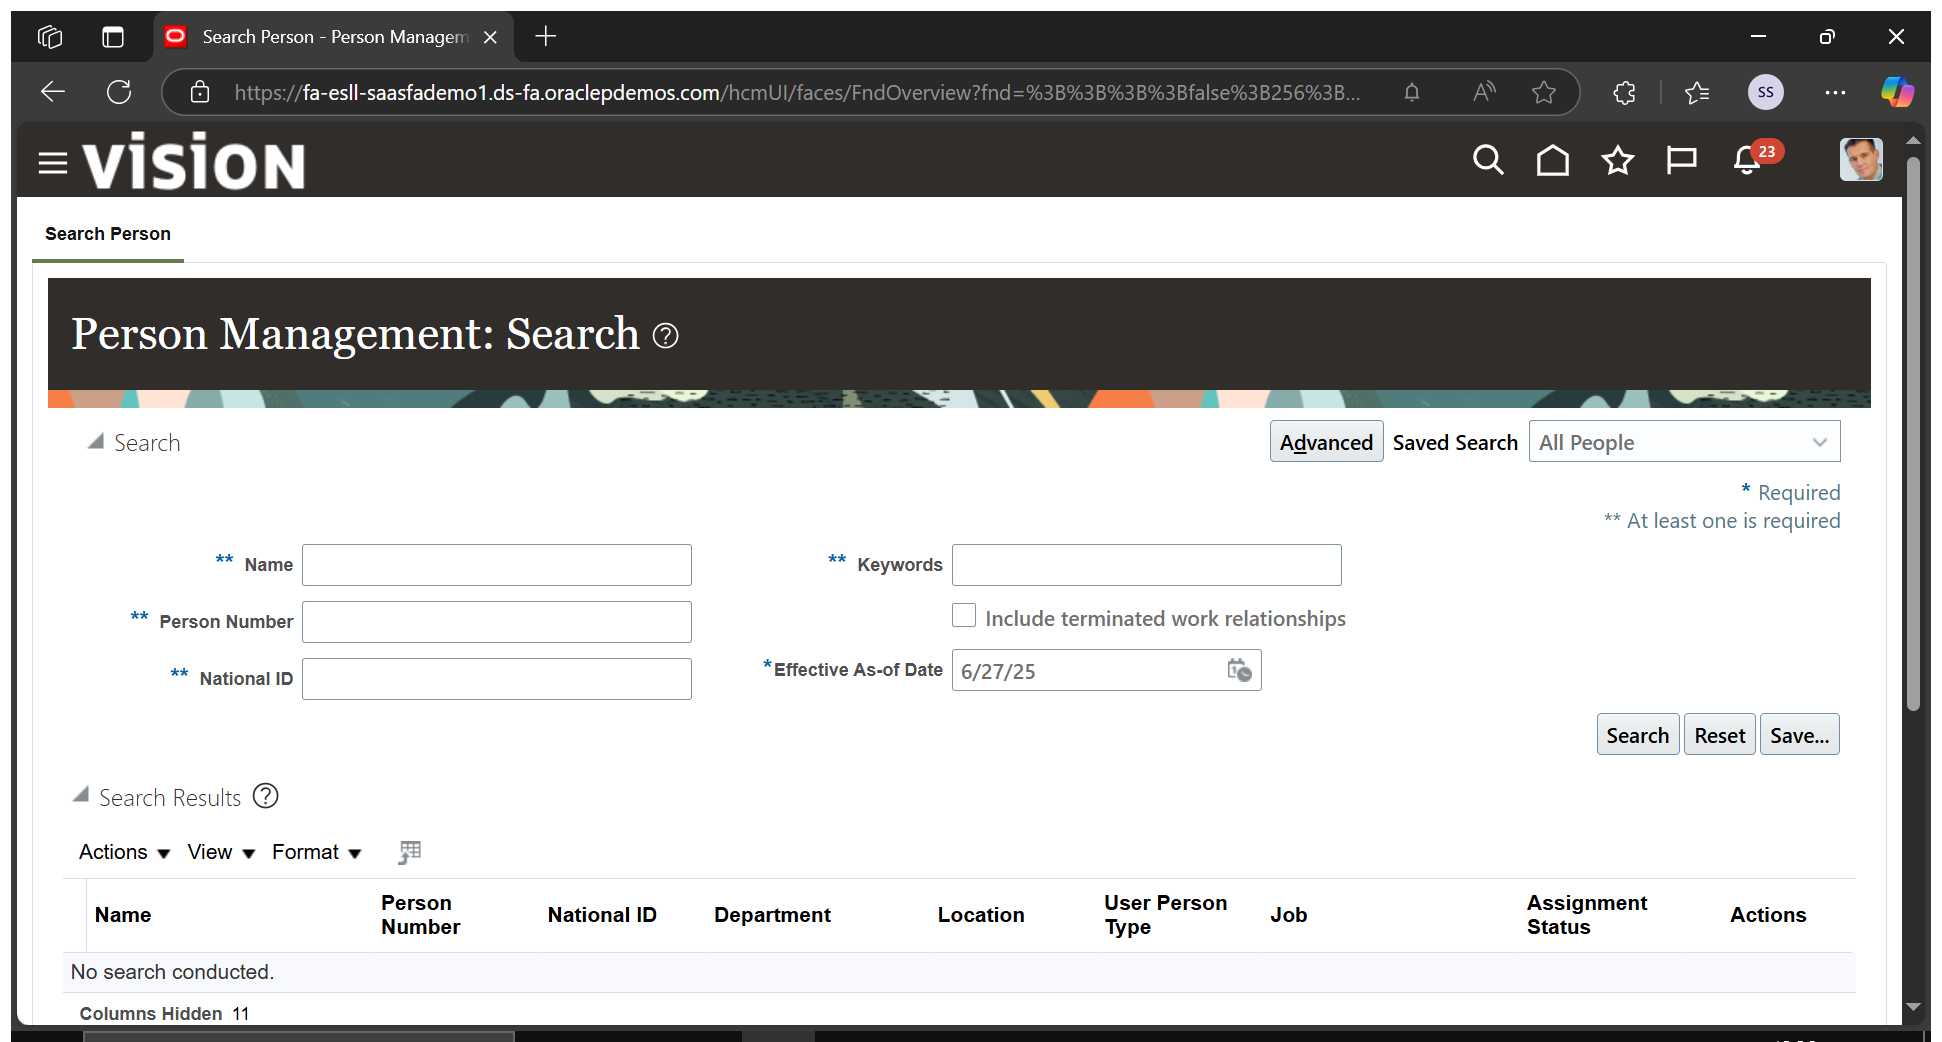 Search Person - Person Managem
https://fa-esll-saasfademo1.ds-fa.oraclepdemos.com/hcmUI/faces/FndOverview?fnd=%3B%3B%3B%3Bfalse%3B256%3B...
SS
VISION
23
Search Person
Person Management: Search
Search
Advanced Saved Search All People
* Required
** At least one is required
** Name
** Keywords
** Person Number
Include terminated work relationships
** National ID
*Effective As-of Date 6/27/25
Search Reset Save...
Search Results
Actions View Format
Name Person Number National ID Department Location User Person Type Job Assignment Status Actions
No search conducted.
Columns Hidden 11